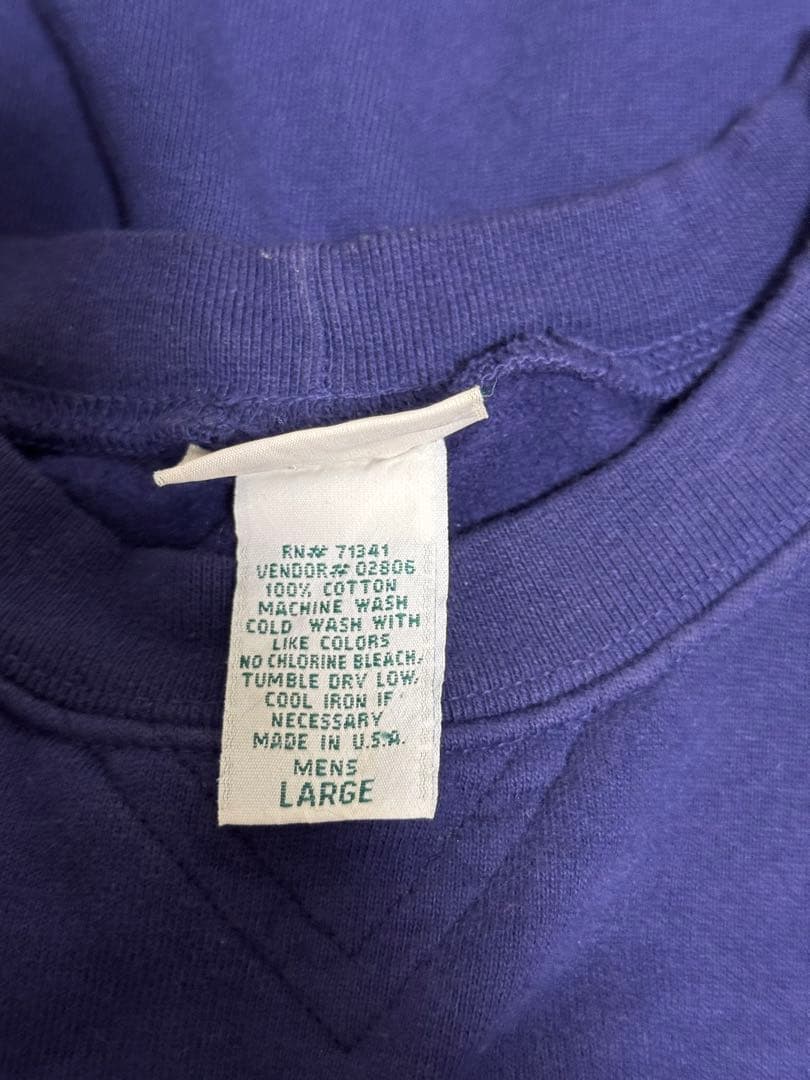 RN# 71341
VENDOR# 02806
100% COTTON
MACHINE WASH
COLD WASH WITH
LIKE COLORS
NO CHLORINE BLEACH.
TUMBLE DRY LOW.
COOL IRON IF
NECESSARY
MADE IN U.S.A.
MENS
LARGE